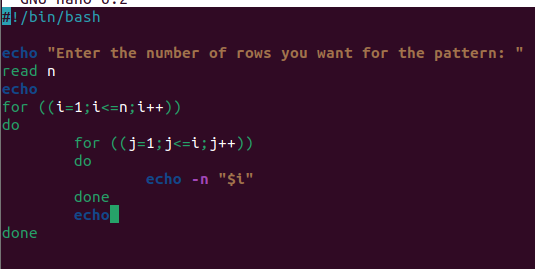 GNU nano 6.2
#!/bin/bash
echo "Enter the number of rows you want for the pattern: "
read n
echo
for ((i=1;i<=n;i++))
do
for ((j=1;j<=i;j++))
do
echo -n "$i"
done
echo
done